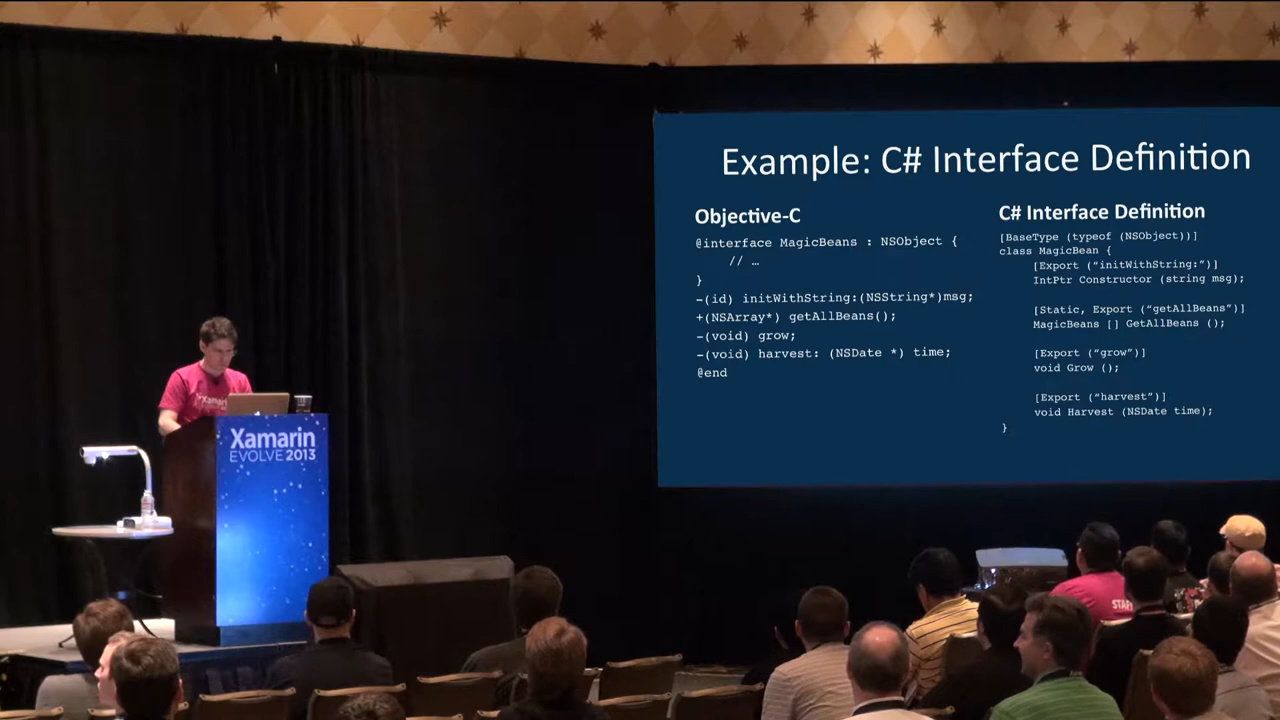 Example: C# Interface Definition
Objective-C
@interface MagicBeans : NSObject {
// …
}
-(id) initWithString:(NSString*)msg;
+(NSArray*) getAllBeans();
-(void) grow;
-(void) harvest: (NSDate *) time;
@end
C# Interface Definition
[BaseType (typeof (NSObject))]
class MagicBean {
[Export (“initWithString:”)]
IntPtr Constructor (string msg);
[Static, Export (“getAllBeans”)]
MagicBeans [] GetAllBeans ();
[Export (“grow”)]
void Grow ();
[Export (“harvest”)]
void Harvest (NSDate time);
}
Xamarin
Xamarin
EVOLVE 2013
STAFF